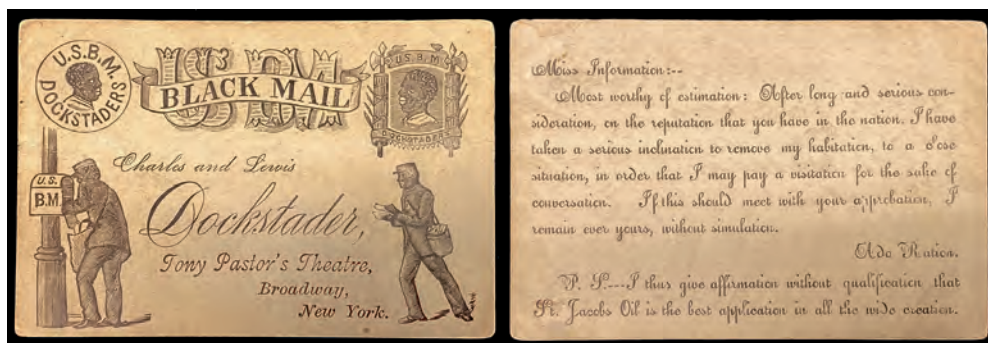 U.S.B.M.
DOCKSTADERS
U.S.B.M.
BLACK MAIL
U.S.B.M.
DOCKSTADERS
U.S.
B.M.
Charles and Lewis
Dockstader,
Tony Pastor's Theatre,
Broadway,
New York.
Miss Information:--
Most worthy of estimation: After long and serious con-
sideration, on the reputation that you have in the nation. I have
taken a serious inclination to remove my habitation, to a close
situation, in order that I may pay a visitation for the sake of
conversation. If this should meet with your approbation, I
remain ever yours, without simulation.
Ado Ration.
P. S.---I thus give affirmation without qualification that
St. Jacobs Oil is the best application in all the wide creation.